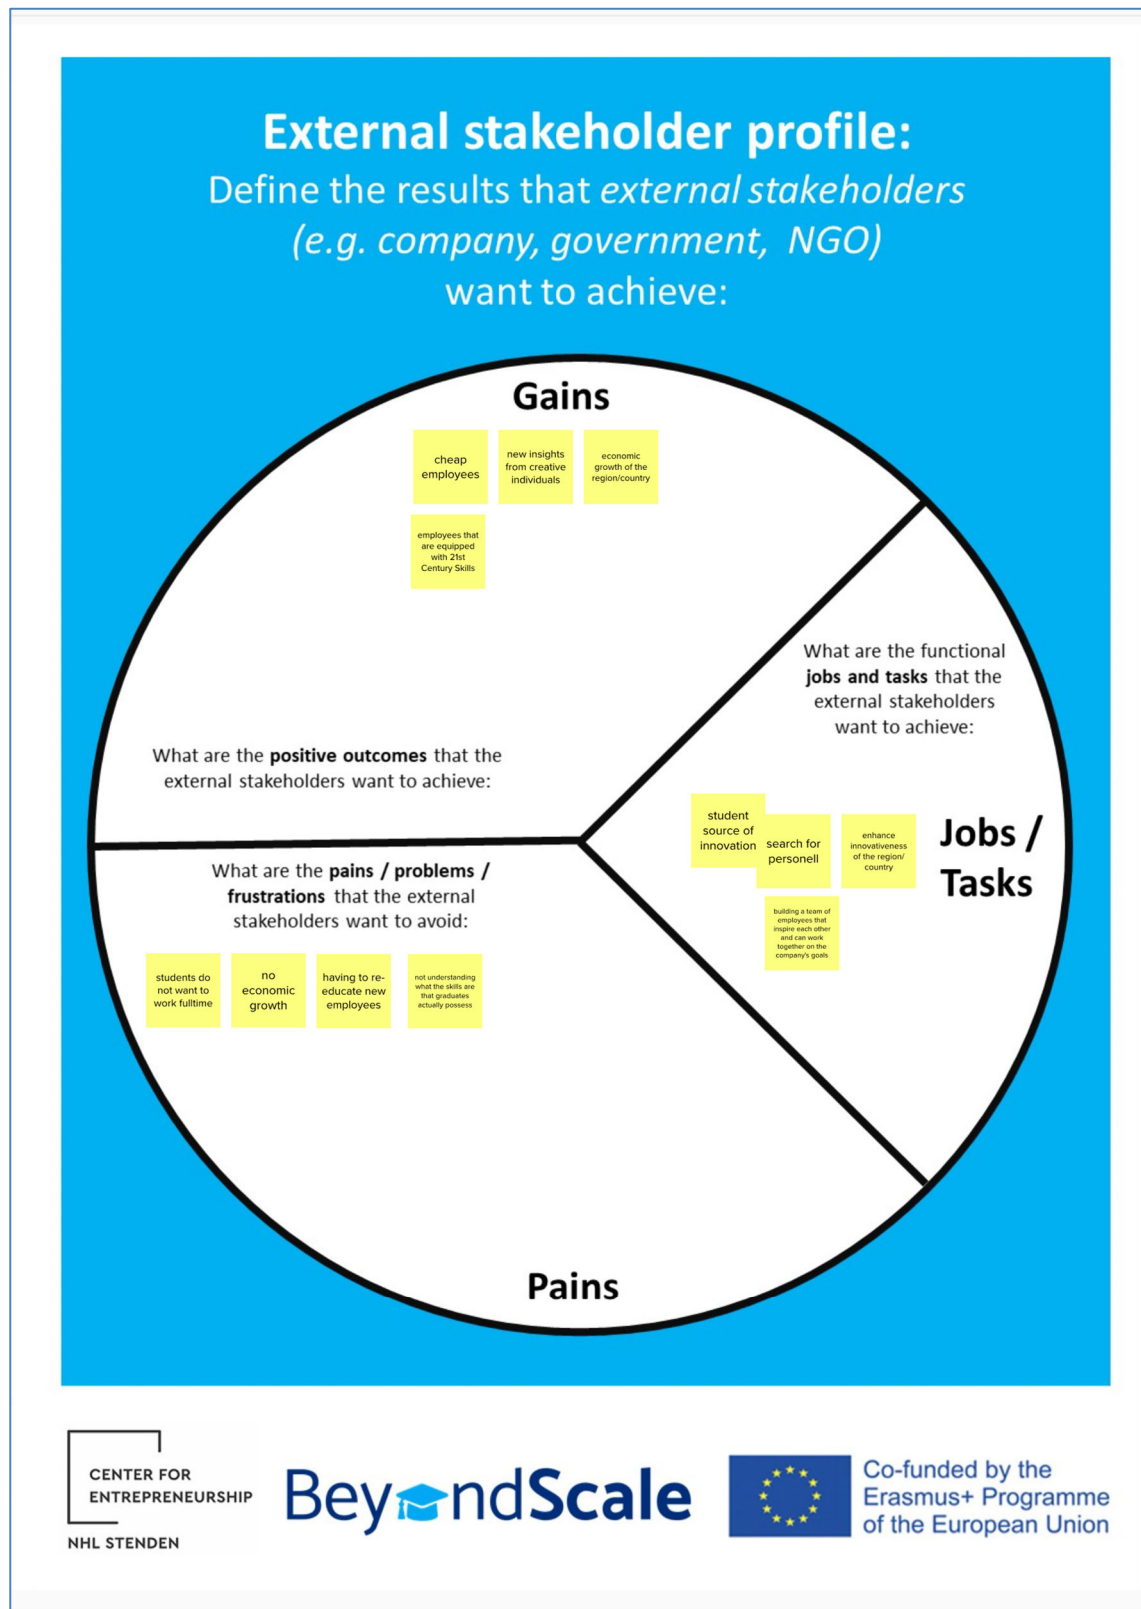 External stakeholder profile:
Define the results that external stakeholders
(e.g. company, government, NGO)
want to achieve:
Gains
cheap
employees
new insights
from creative
individuals
economic
growth of the
region/country
employees that
are equipped
with 21st
Century Skills
What are the positive outcomes that the
external stakeholders want to achieve:
What are the functional
jobs and tasks that the
external stakeholders
want to achieve:
Jobs /
Tasks
student
source of
innovation
search for
personell
enhance
innovativeness
of the region/
country
building a team of
employees that
inspire each other
and can work
together on the
company's goals
What are the pains / problems /
frustrations that the external
stakeholders want to avoid:
students do
not want to
work fulltime
no
economic
growth
having to re-
educate new
employees
not understanding
what the skills are
that graduates
actually possess
Pains
CENTER FOR
ENTREPRENEURSHIP
NHL STENDEN
BeyondScale
Co-funded by the
Erasmus+ Programme
of the European Union